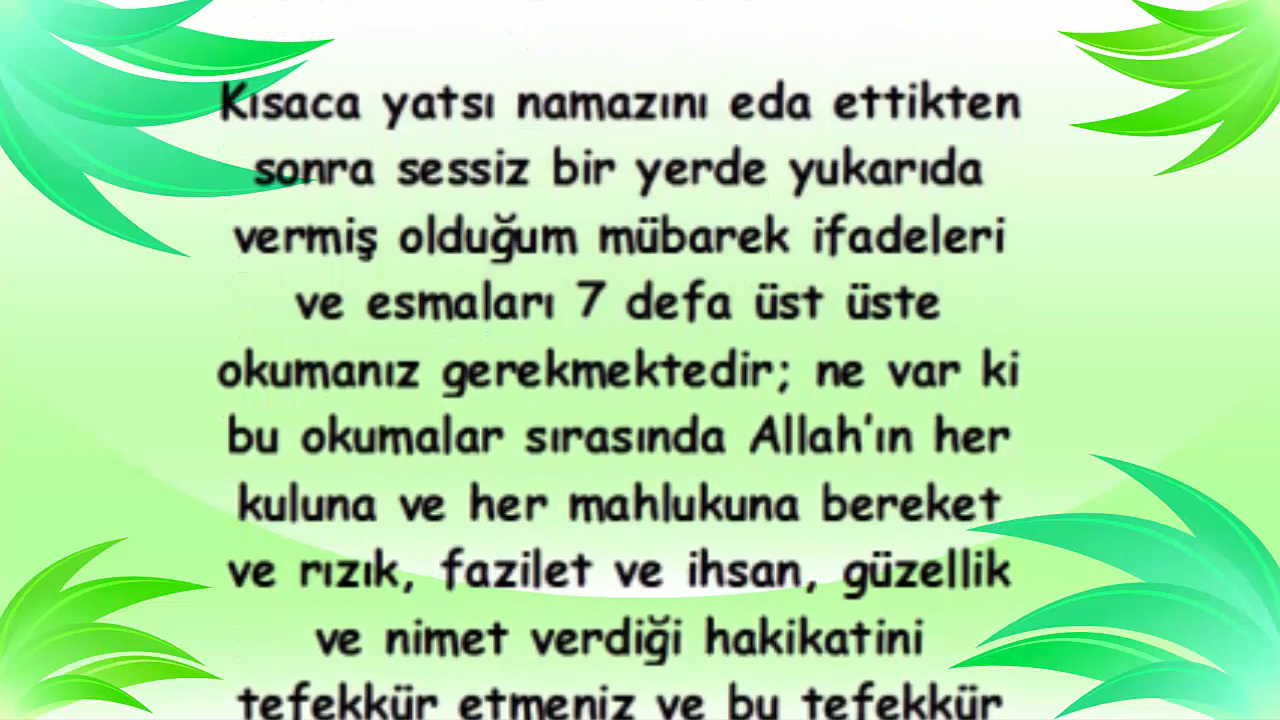 Kısaca yatsı namazını eda ettikten
sonra sessiz bir yerde yukarıda
vermiş olduğum mübarek ifadeleri
ve esmaları 7 defa üst üste
okumanız gerekmektedir; ne var ki
bu okumalar sırasında Allah'ın her
kuluna ve her mahlukuna bereket
ve rızık, fazilet ve ihsan, güzellik
ve nimet verdiği hakikatini
tefekkür etmeniz ve bu tefekkür